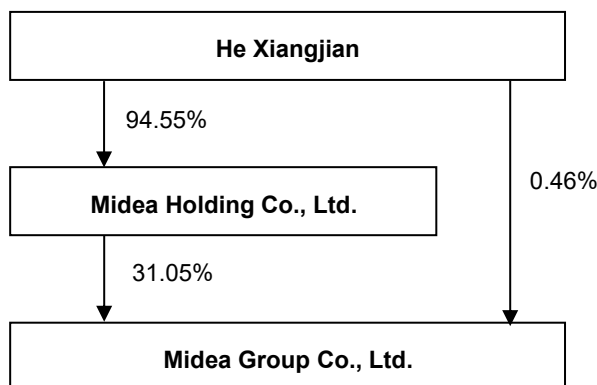 He Xiangjian
94.55%
Midea Holding Co., Ltd.
0.46%
31.05%
Midea Group Co., Ltd.